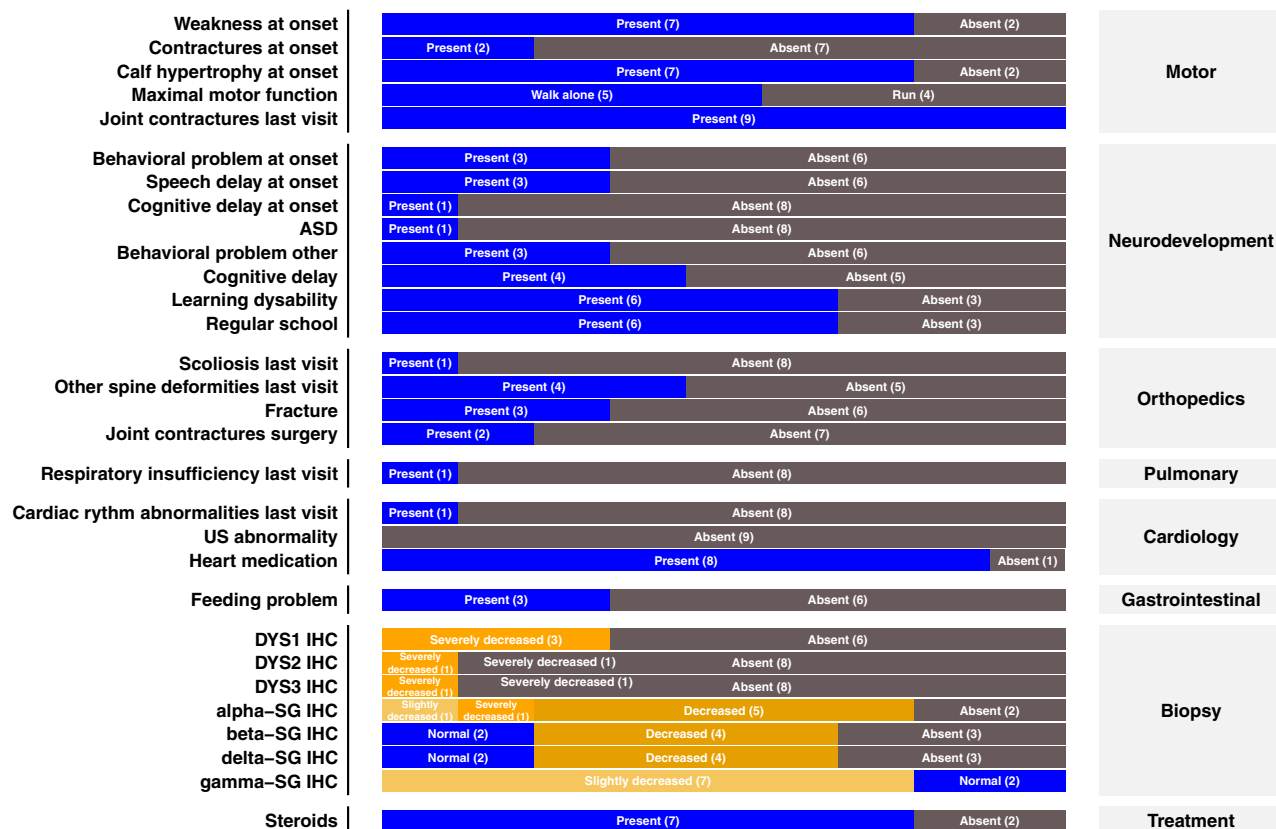 Weakness at onset Present (7) Absent (2)
Contractures at onset Present (2) Absent (7)
Calf hypertrophy at onset Present (7) Absent (2) Motor
Maximal motor function Walk alone (5) Run (4)
Joint contractures last visit Present (9)
Behavioral problem at onset Present (3) Absent (6)
Speech delay at onset Present (3) Absent (6)
Cognitive delay at onset Present (1) Absent (8)
ASD Present (1) Absent (8) Neurodevelopment
Behavioral problem other Present (3) Absent (6)
Cognitive delay Present (4) Absent (5)
Learning dysability Present (6) Absent (3)
Regular school Present (6) Absent (3)
Scoliosis last visit Present (1) Absent (8)
Other spine deformities last visit Present (4) Absent (5) Orthopedics
Fracture Present (3) Absent (6)
Joint contractures surgery Present (2) Absent (7)
Respiratory insufficiency last visit Present (1) Absent (8) Pulmonary
Cardiac rythm abnormalities last visit Present (1) Absent (8)
US abnormality Absent (9) Cardiology
Heart medication Present (8) Absent (1)
Feeding problem Present (3) Absent (6) Gastrointestinal
DYS1 IHC Severely decreased (3) Absent (6)
DYS2 IHC Severely decreased (1) Severely decreased (1) Absent (8)
DYS3 IHC Severely decreased (1) Severely decreased (1) Absent (8)
alpha−SG IHC Slightly decreased (1) Severely decreased (1) Decreased (5) Absent (2) Biopsy
beta−SG IHC Normal (2) Decreased (4) Absent (3)
delta−SG IHC Normal (2) Decreased (4) Absent (3)
gamma−SG IHC Slightly decreased (7) Normal (2)
Steroids Present (7) Absent (2) Treatment